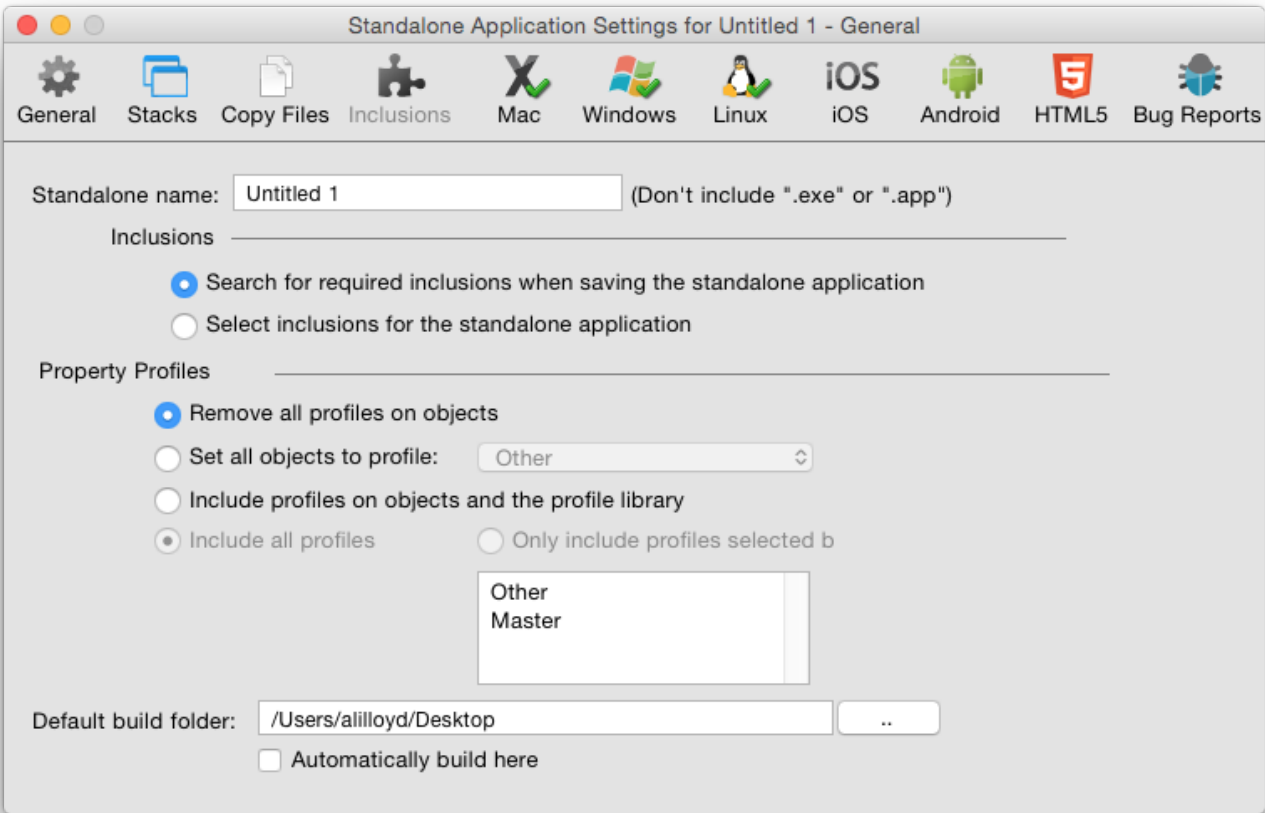 Standalone Application Settings for Untitled 1 - General
iOS 5
General Stacks Copy Files Inclusions Mac Windows Linux iOS Android HTML5 Bug Reports
Standalone name: Untitled 1 (Don't include ".exe" or ".app")
Inclusions
Search for required inclusions when saving the standalone application
Select inclusions for the standalone application
Property Profiles
Remove all profiles on objects
Set all objects to profile: Other
Include profiles on objects and the profile library
Include all profiles Only include profiles selected b
Other
Master
Default build folder: /Users/alilloyd/Desktop ..
Automatically build here